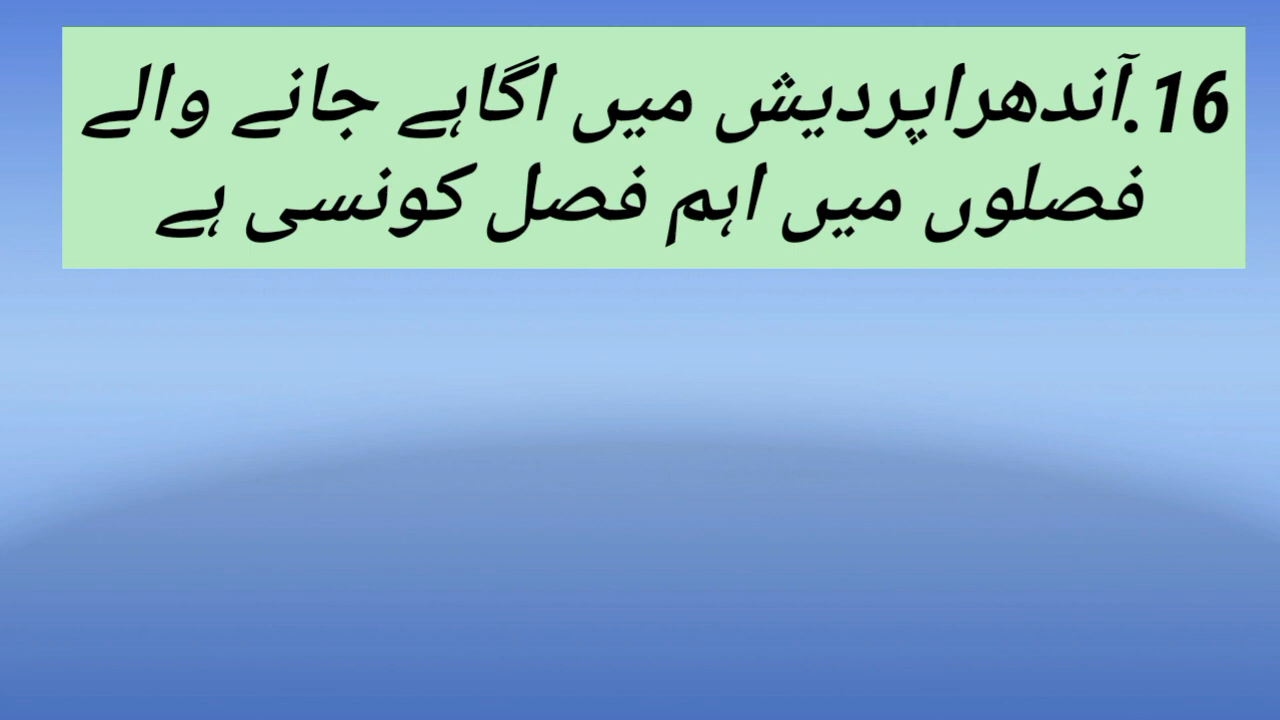 16.آندھراپردیش میں اگاہے جانے والے
فصلوں میں اہم فصل کونسی ہے